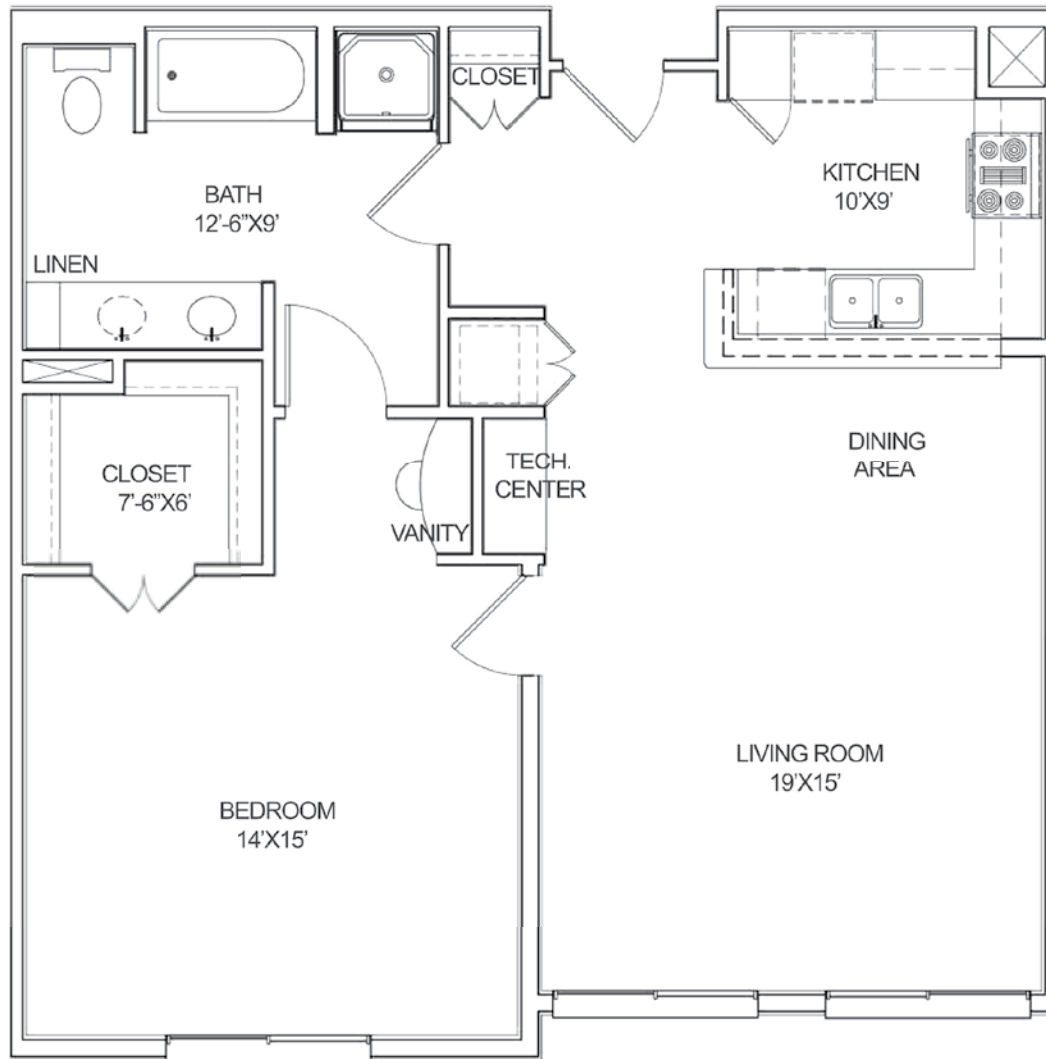 CLOSET
KITCHEN
10'X9'
BATH
12'-6”X9'
LINEN
DINING
AREA
CLOSET
7'-6”X6'
TECH.
CENTER
VANITY
LIVING ROOM
19'X15'
BEDROOM
14'X15'